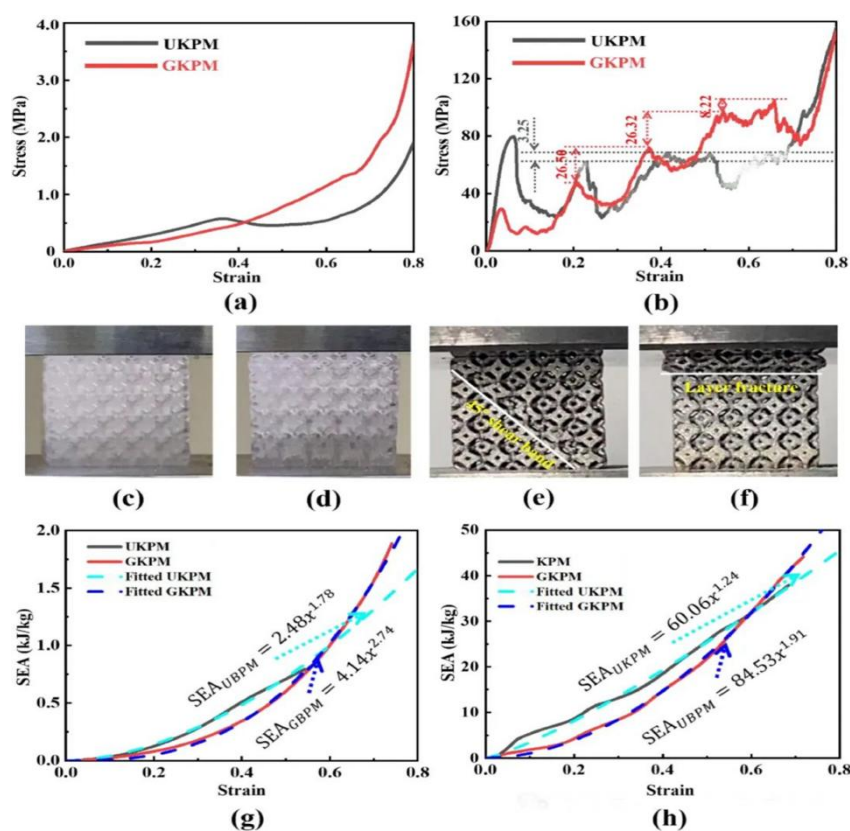 4.0
3.0
2.0
1.0
0.0
Stress (MPa)
UKPM
GKPM
0.0
0.2
0.4
0.6
0.8
Strain
(a)
160
120
80
40
0
Stress (MPa)
UKPM
GKPM
3.25
26.50
26.32
8.22
0.0
0.2
0.4
0.6
0.8
Strain
(b)
45° shear band
Layer fracture
(c)
(d)
(e)
(f)
2.0
1.5
1.0
0.5
0.0
SEA (kJ/kg)
UKPM
GKPM
Fitted UKPM
Fitted GKPM
SEA_UBPM = 2.48x^1.78
SEA_GBPM = 4.14x^2.74
0.0
0.2
0.4
0.6
0.8
Strain
(g)
50
40
30
20
10
0
SEA (kJ/kg)
KPM
GKPM
Fitted UKPM
Fitted GKPM
SEA_UKPM = 60.06x^1.24
SEA_UBPM = 84.53x^1.91
0.0
0.2
0.4
0.6
0.8
Strain
(h)